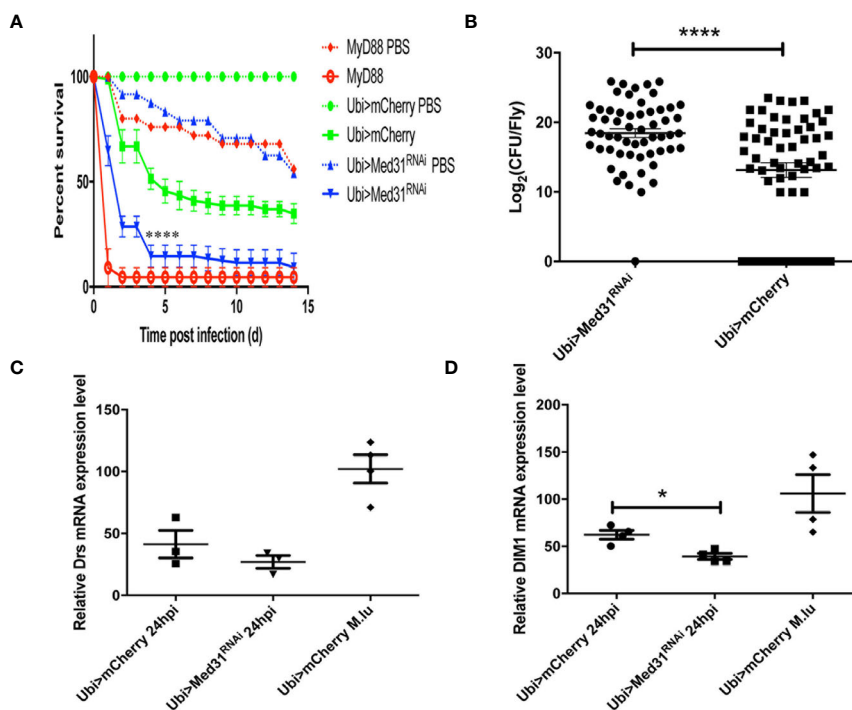 A
Percent survival
100
50
0
0
5
10
15
Time post infection (d)
****
MyD88 PBS
MyD88
Ubi>mCherry PBS
Ubi>mCherry
Ubi>Med31RNAi PBS
Ubi>Med31RNAi
B
****
Log2(CFU/Fly)
30
20
10
0
Ubi>Med31RNAi
Ubi>mCherry
C
Relative Drs mRNA expression level
150
100
50
0
Ubi>mCherry 24hpi
Ubi>Med31RNAi 24hpi
Ubi>mCherry M.lu
D
Relative DIM1 mRNA expression level
200
150
100
50
0
*
Ubi>mCherry 24hpi
Ubi>Med31RNAi 24hpi
Ubi>mCherry M.lu